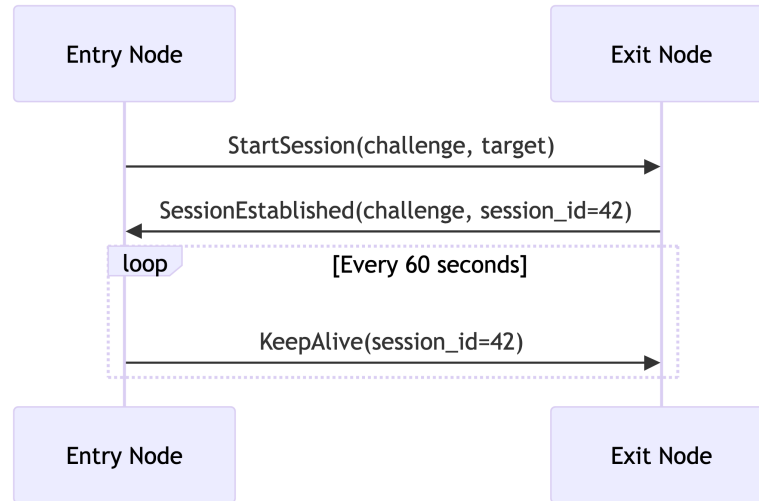 Entry Node
Exit Node
StartSession(challenge, target)
SessionEstablished(challenge, session_id=42)
loop
[Every 60 seconds]
KeepAlive(session_id=42)
Entry Node
Exit Node